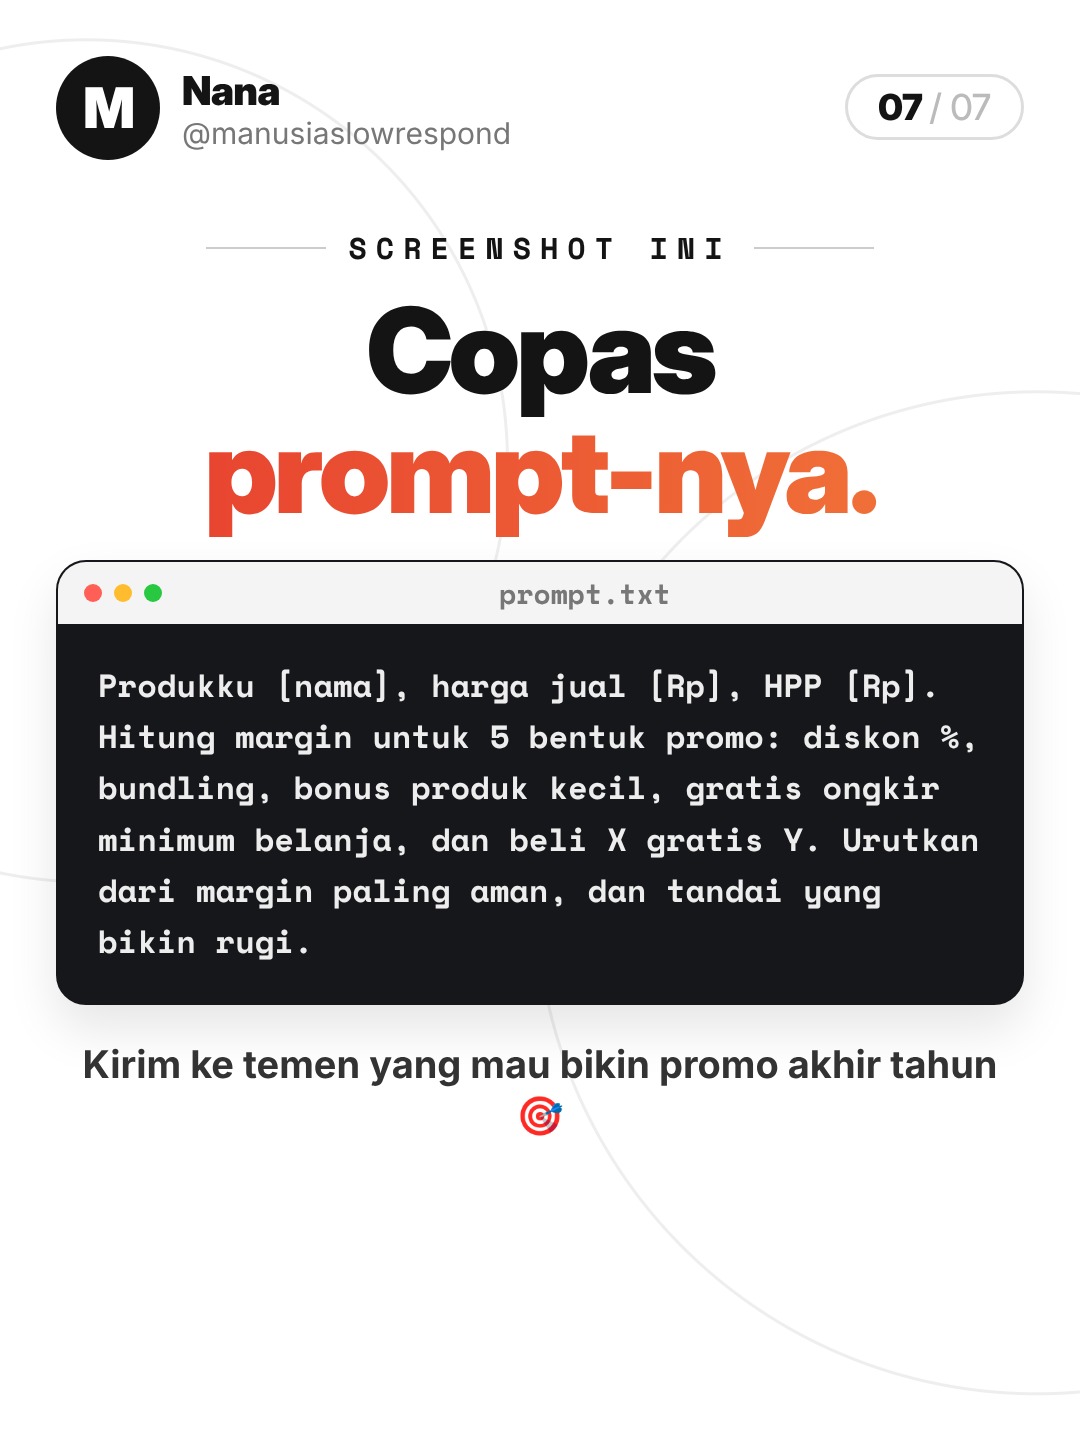 M
Nana
@manusiaslowrespond
07 / 07
SCREENSHOT INI
Copas
prompt-nya.
prompt.txt
Produkku [nama], harga jual [Rp], HPP [Rp].
Hitung margin untuk 5 bentuk promo: diskon %,
bundling, bonus produk kecil, gratis ongkir
minimum belanja, dan beli X gratis Y. Urutkan
dari margin paling aman, dan tandai yang
bikin rugi.
Kirim ke temen yang mau bikin promo akhir tahun
🎯